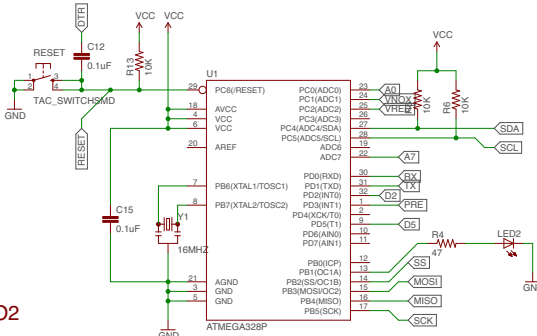 DTR
VCC
VCC
VCC
RESET
C12
0.1uF
R13
10K
U1
1
3
2
4
TAC_SWITCHSMD
GND
RESET
29
PC6(/RESET)
18
AVCC
4
VCC
6
VCC
20
AREF
7
PB6(XTAL1/TOSC1)
8
PB7(XTAL2/TOSC2)
21
AGND
3
GND
5
GND
PC0(ADC0)
23
A0
PC1(ADC1)
24
VNOX
PC2(ADC2)
25
PC3(ADC3)
26
PC4(ADC4/SDA)
27
SDA
PC5(ADC5/SCL)
28
SCL
ADC6
19
ADC7
22
A7
10K
R6
10K
PD0(RXD)
30
RX
PD1(TXD)
31
TX
PD2(INT0)
32
D2
PD3(INT1)
1
PRE
PD4(XCK/T0)
2
PD5(T1)
9
D5
PD6(AIN0)
10
PD7(AIN1)
11
PB0(ICP)
12
PB1(OC1A)
13
PB2(SS/OC1B)
14
SS
PB3(MOSI/OC2)
15
MOSI
PB4(MISO)
16
MISO
PB5(SCK)
17
SCK
R4
47
LED2
GN
C15
0.1uF
Y1
16MHZ
GND
ATMEGA328P
D2